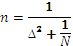 n = 1 / (Δ² + 1/N)